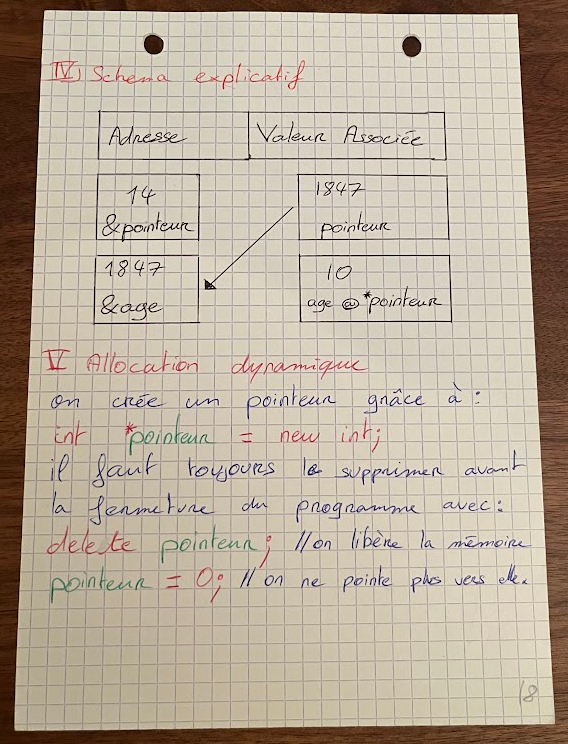 IV) Schema explicatif
Adresse Valeur Associée
14 1847
&pointeur pointeur
1847 10
&age age @ *pointeur
V Allocation dynamique
on crée un pointeur grâce à :
int *pointeur = new int;
il faut toujours le supprimer avant
la fermeture du programme avec :
delete pointeur; //on libère la mémoire
pointeur = 0; // on ne pointe plus vers elle.